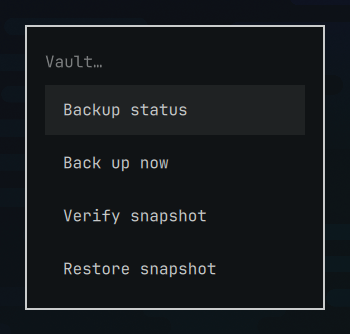 Vault…
Backup status
Back up now
Verify snapshot
Restore snapshot